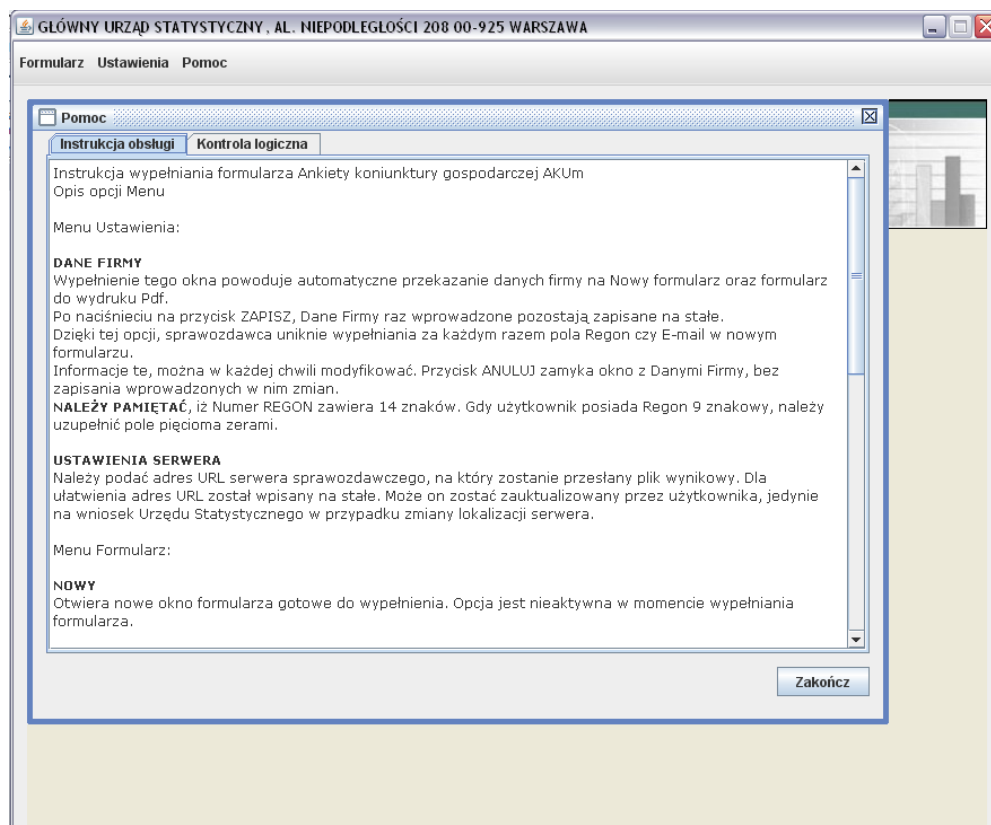 GŁÓWNY URZĄD STATYSTYCZNY, AL. NIEPODLEGŁOŚCI 208 00-925 WARSZAWA
Formularz Ustawienia Pomoc
Pomoc
Instrukcja obsługi Kontrola logiczna
Instrukcja wypełniania formularza Ankiety koniunktury gospodarczej AKUm
Opis opcji Menu
Menu Ustawienia:
DANE FIRMY
Wypełnienie tego okna powoduje automatyczne przekazanie danych firmy na Nowy formularz oraz formularz
do wydruku Pdf.
Po naciśnieciu na przycisk ZAPISZ, Dane Firmy raz wprowadzone pozostają zapisane na stałe.
Dzięki tej opcji, sprawozdawca uniknie wypełniania za każdym razem pola Regon czy E-mail w nowym
formularzu.
Informacje te, można w każdej chwili modyfikować. Przycisk ANULUJ zamyka okno z Danymi Firmy, bez
zapisania wprowadzonych w nim zmian.
NALEŻY PAMIĘTAĆ, iż Numer REGON zawiera 14 znaków. Gdy użytkownik posiada Regon 9 znakowy, należy
uzupełnić pole pięcioma zerami.
USTAWIENIA SERWERA
Należy podać adres URL serwera sprawozdawczego, na który zostanie przesłany plik wynikowy. Dla
ułatwienia adres URL został wpisany na stałe. Może on zostać zauktualizowany przez użytkownika, jedynie
na wniosek Urzędu Statystycznego w przypadku zmiany lokalizacji serwera.
Menu Formularz:
NOWY
Otwiera nowe okno formularza gotowe do wypełnienia. Opcja jest nieaktywna w momencie wypełniania
formularza.
Zakończ